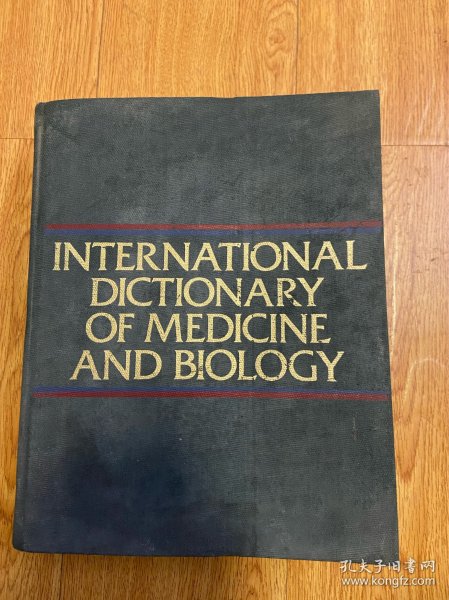 INTERNATIONAL
DICTIONARY
OF MEDICINE
AND BIOLOGY
孔夫子旧书网
www.kongfz.com